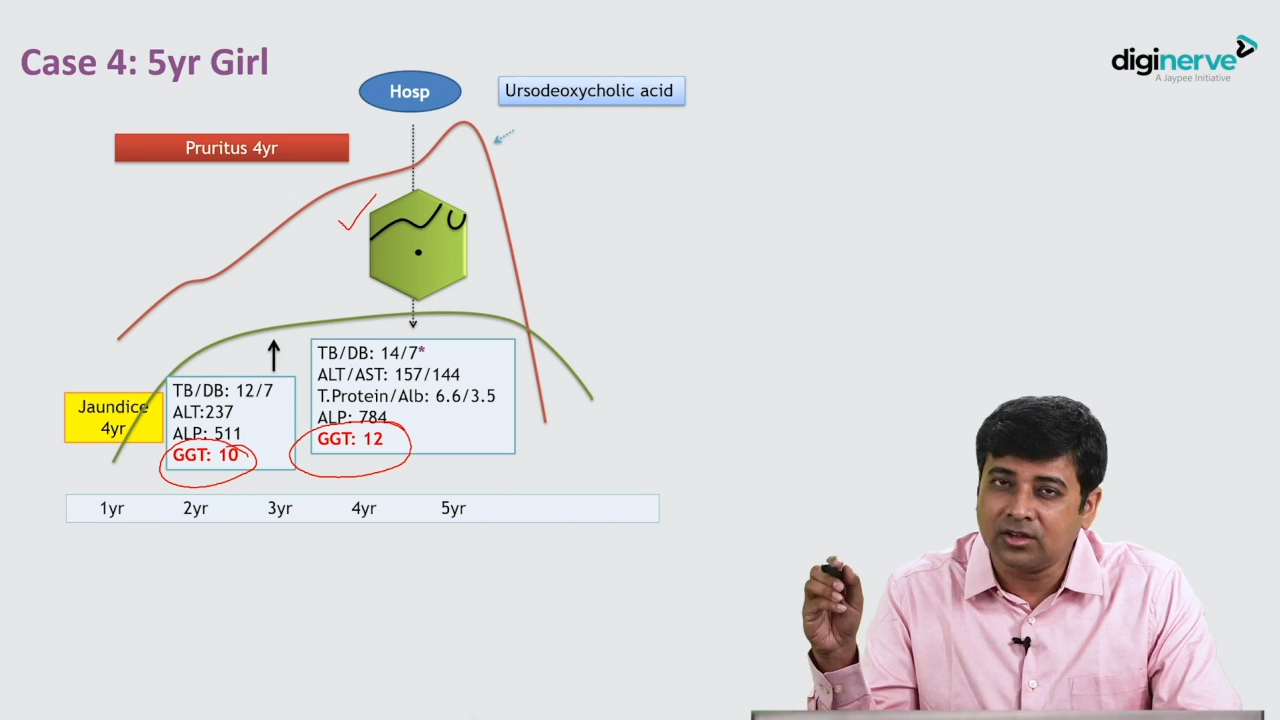 Case 4: 5yr Girl
diginerve
A Jaypee Initiative
Hosp
Ursodeoxycholic acid
Pruritus 4yr
Jaundice
4yr
TB/DB: 12/7
ALT:237
ALP: 511
GGT: 10
TB/DB: 14/7*
ALT/AST: 157/144
T.Protein/Alb: 6.6/3.5
ALP: 784
GGT: 12
1yr 2yr 3yr 4yr 5yr